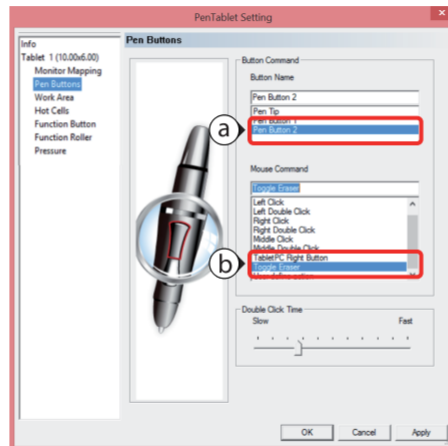 PenTablet Setting
x
Info
Tablet 1 (10.00x6.00)
Monitor Mapping
Pen Buttons
Work Area
Hot Cells
Function Button
Function Roller
Pressure
Pen Buttons
Button Command
Button Name
Pen Button 2
Pen Tip
Pen Button 1
Pen Button 2
a
Mouse Command
Toggle Eraser
Left Click
Left Double Click
Right Click
Right Double Click
Middle Click
Middle Double Click
TabletPC Right Button
Toggle Eraser
b
Double Click Time
Slow Fast
OK Cancel Apply